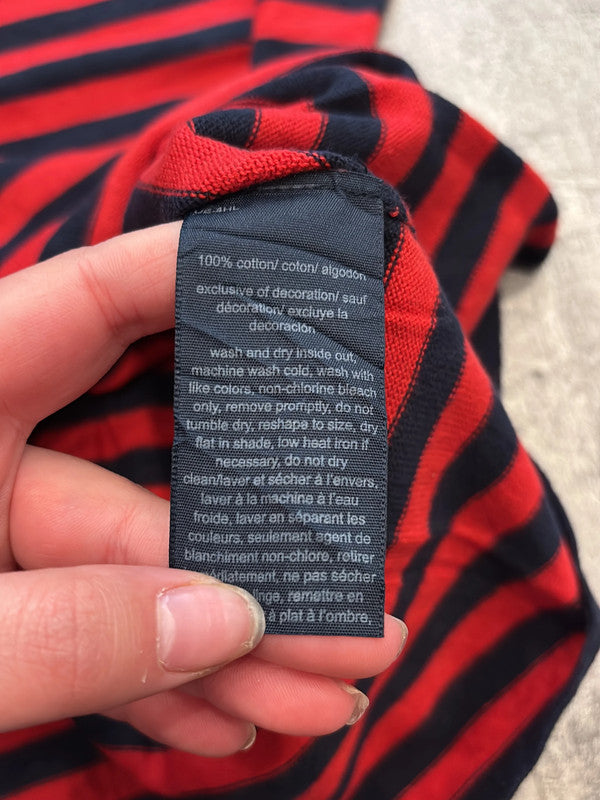 100% cotton/ coton/ algodon
exclusive of decoration/ sauf
décoration/ excluye la
decoración
wash and dry inside out,
machine wash cold, wash with
like colors, non-chlorine bleach
only, remove promptly, do not
tumble dry, reshape to size, dry
flat in shade, low heat iron if
necessary, do not dry
clean/laver et sécher à l'envers,
laver à la machine à l'eau
froide, laver en séparant les
couleurs, seulement agent de
blanchiment non-chlore, retirer
ne pas sécher
remettre en
à plat à l'ombre,